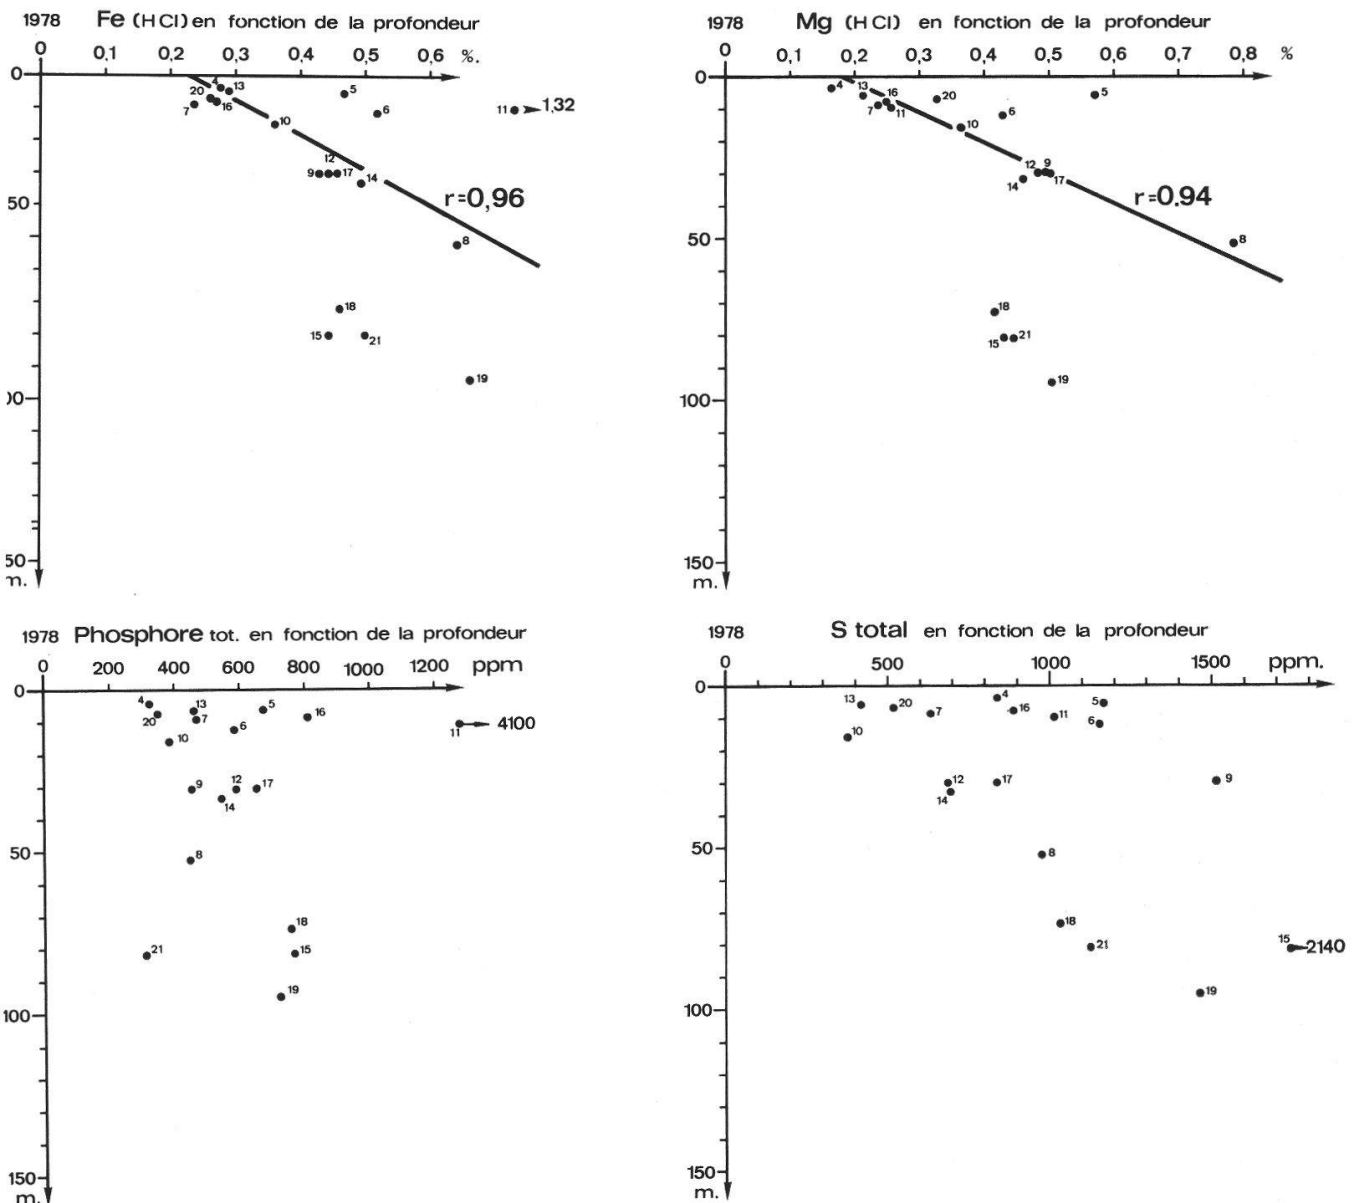 1978 Fe (HCl) en fonction de la profondeur
0 0,1 0,2 0,3 0,4 0,5 0,6 %.
0
4 13
20 16
7
5
6
11 1,32
10
12
9 17 14
50
r=0,96
8
18
15 21
19
00
50
m.
1978 Mg (HCl) en fonction de la profondeur
0 0,1 0,2 0,3 0,4 0,5 0,6 0,7 0,8 %
0
4 13 16 20 5
7 11 6
10
12 9
14 17
r=0.94
50
8
18
15 21
19
100
150
m.
1978 Phosphore tot. en fonction de la profondeur
0 200 400 600 800 1000 1200 ppm
0
4 13 5 16
20 7 6
11 4100
10
9 12 17
14
50
8
18
21 15
19
100
150
m.
1978 S total en fonction de la profondeur
0 500 1000 1500 ppm.
0
13 20 4 5
7 16 11 6
10
12 17 9
14
50
8
18
21
15 2140
19
100
150
m.